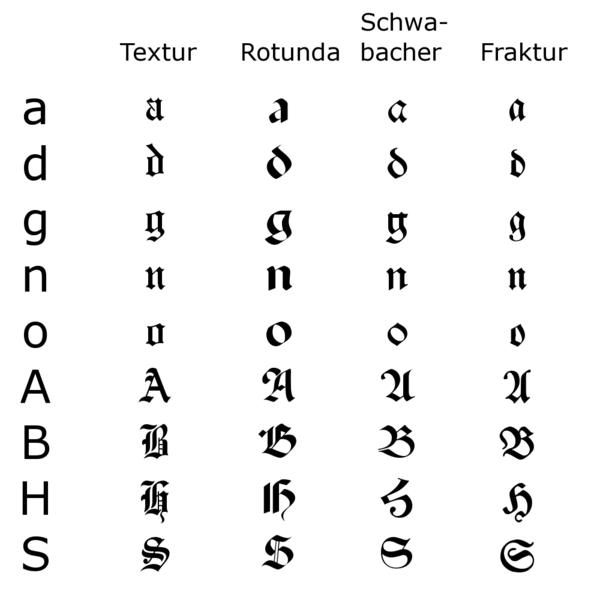 Textur Rotunda Schwa-
bacher Fraktur
a a a a a
d d d d d
g g g g g
n n n n n
o o o o o
A A A A A
B B B B B
H H H H H
S S S S S